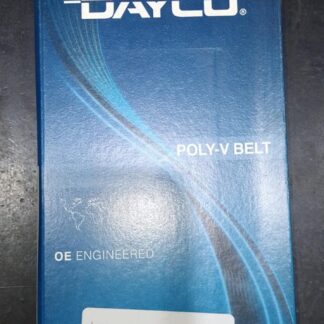 DAYCO®
POLY-V BELT
OE ENGINEERED